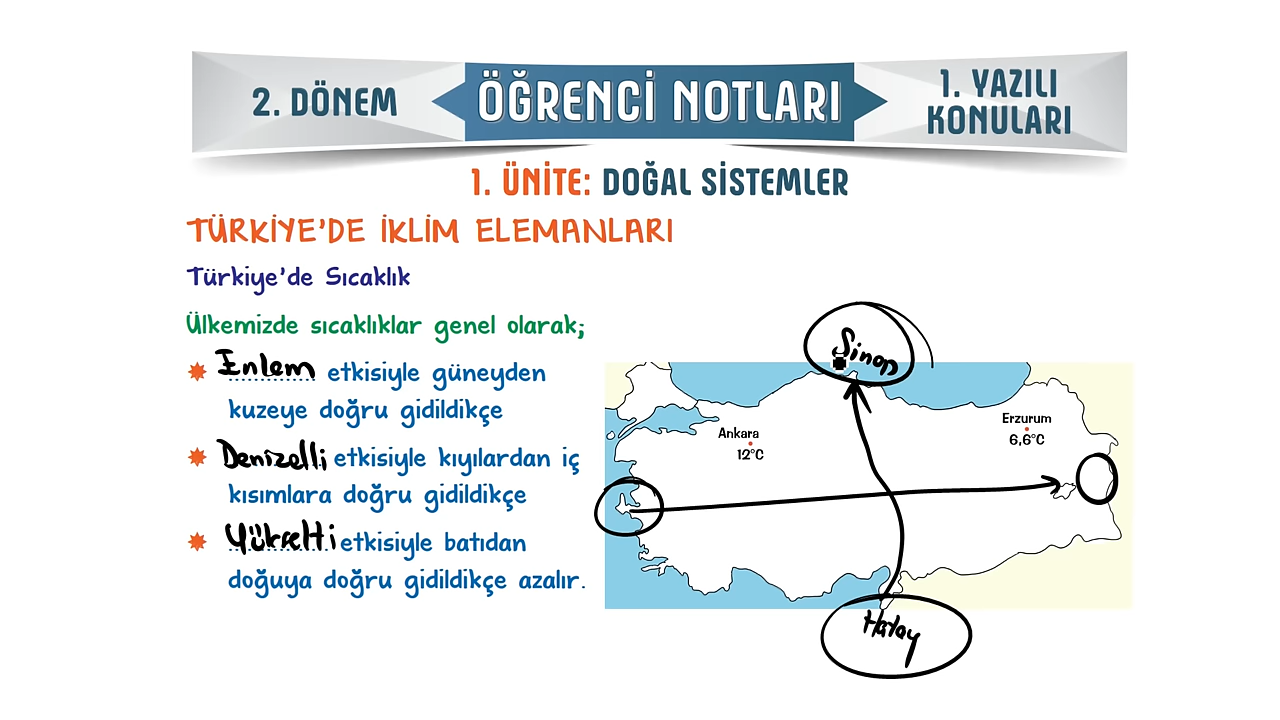 2. DÖNEM
ÖĞRENCİ NOTLARI
1. YAZILI
KONULARI
1. ÜNİTE: DOĞAL SİSTEMLER
TÜRKİYE'DE İKLİM ELEMANLARI
Türkiye'de Sıcaklık
Ülkemizde sıcaklıklar genel olarak;
Enlem etkisiyle güneyden
kuzeye doğru gidildikçe
Denizelli etkisiyle kıyılardan iç
kısımlara doğru gidildikçe
Yükselti etkisiyle batıdan
doğuya doğru gidildikçe azalır.
Sinop
Erzurum
6,6°C
Ankara
12°C
Hatay